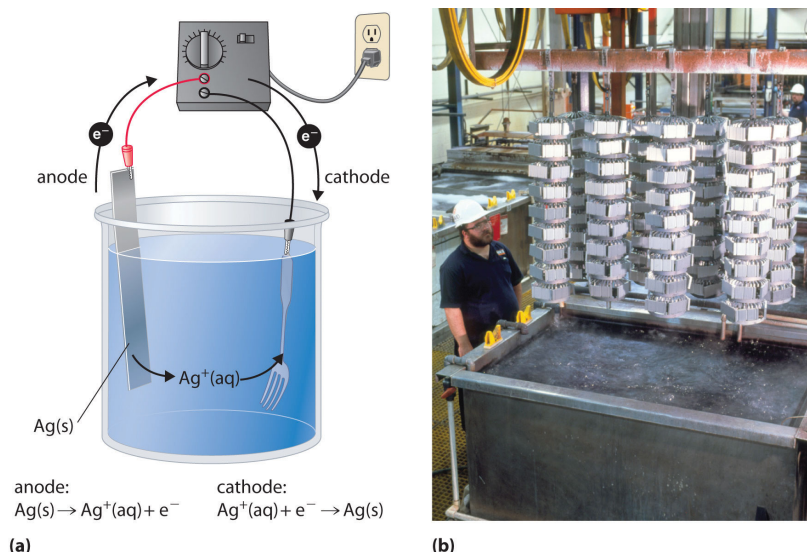 e⁻
e⁻
anode
cathode
Ag⁺(aq)
Ag(s)
anode:
Ag(s) → Ag⁺(aq) + e⁻
cathode:
Ag⁺(aq) + e⁻ → Ag(s)
(a)
(b)